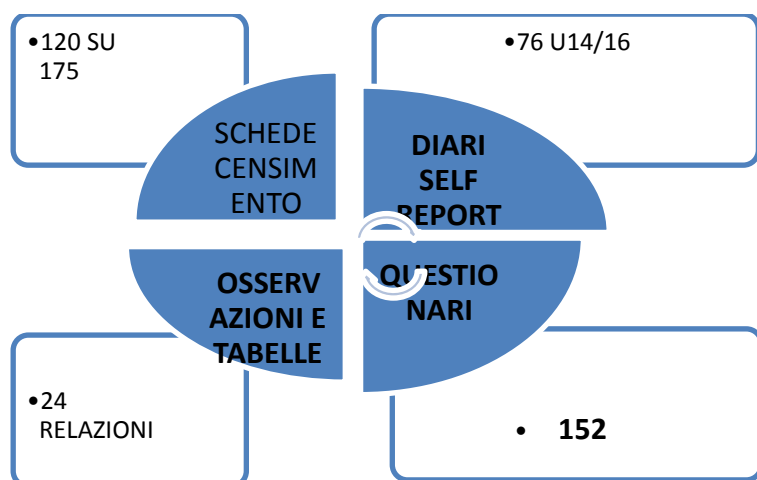 •120 SU
175
•76 U14/16
SCHEDE
CENSIM
ENTO
DIARI
SELF
REPORT
OSSERV
AZIONI E
TABELLE
QUESTIO
NARI
•24
RELAZIONI
• 152